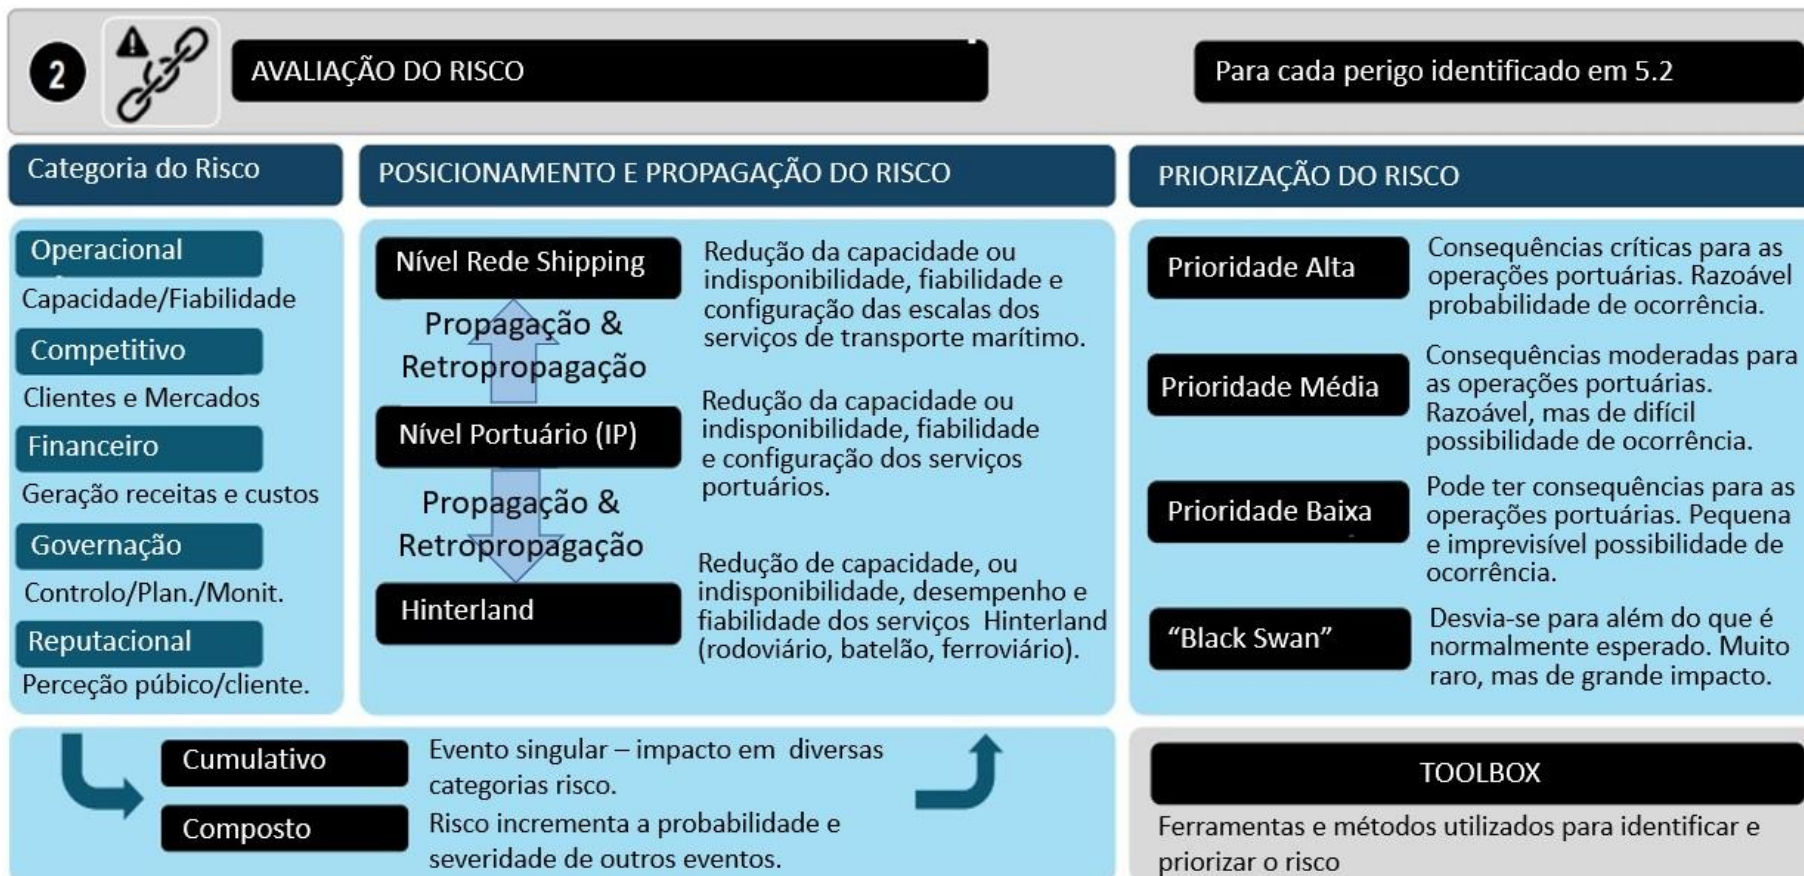 2
AVALIAÇÃO DO RISCO
Para cada perigo identificado em 5.2
Categoria do Risco
Operacional
Capacidade/Fiabilidade
Competitivo
Clientes e Mercados
Financeiro
Geração receitas e custos
Governação
Controlo/Plan./Monit.
Reputacional
Perceção púbico/cliente.
POSICIONAMENTO E PROPAGAÇÃO DO RISCO
Nível Rede Shipping
Redução da capacidade ou
indisponibilidade, fiabilidade e
configuração das escalas dos
serviços de transporte marítimo.
Propagação &
Retropropagação
Nível Portuário (IP)
Redução da capacidade ou
indisponibilidade, fiabilidade
e configuração dos serviços
portuários.
Propagação &
Retropropagação
Hinterland
Redução de capacidade, ou
indisponibilidade, desempenho e
fiabilidade dos serviços Hinterland
(rodoviário, batelão, ferroviário).
PRIORIZAÇÃO DO RISCO
Prioridade Alta
Consequências críticas para as
operações portuárias. Razoável
probabilidade de ocorrência.
Prioridade Média
Consequências moderadas para
as operações portuárias.
Razoável, mas de difícil
possibilidade de ocorrência.
Prioridade Baixa
Pode ter consequências para as
operações portuárias. Pequena
e imprevisível possibilidade de
ocorrência.
“Black Swan”
Desvia-se para além do que é
normalmente esperado. Muito
raro, mas de grande impacto.
Cumulativo
Evento singular – impacto em diversas
categorias risco.
Composto
Risco incrementa a probabilidade e
severidade de outros eventos.
TOOLBOX
Ferramentas e métodos utilizados para identificar e
priorizar o risco